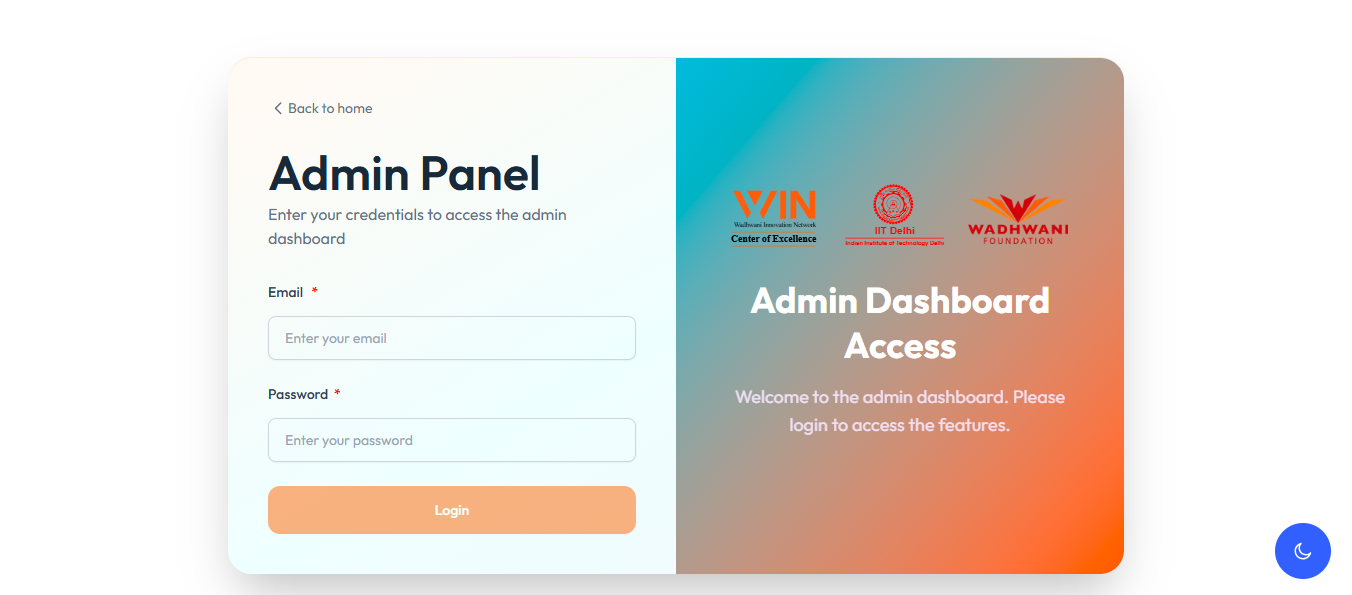 Back to home
Admin Panel
Enter your credentials to access the admin
dashboard
Email *
Enter your email
Password *
Enter your password
Login
WIN
Wadhwani Innovation Network
Center of Excellence
IIT Delhi
Indian Institute of Technology Delhi
WADHWANI
FOUNDATION
Admin Dashboard
Access
Welcome to the admin dashboard. Please
login to access the features.